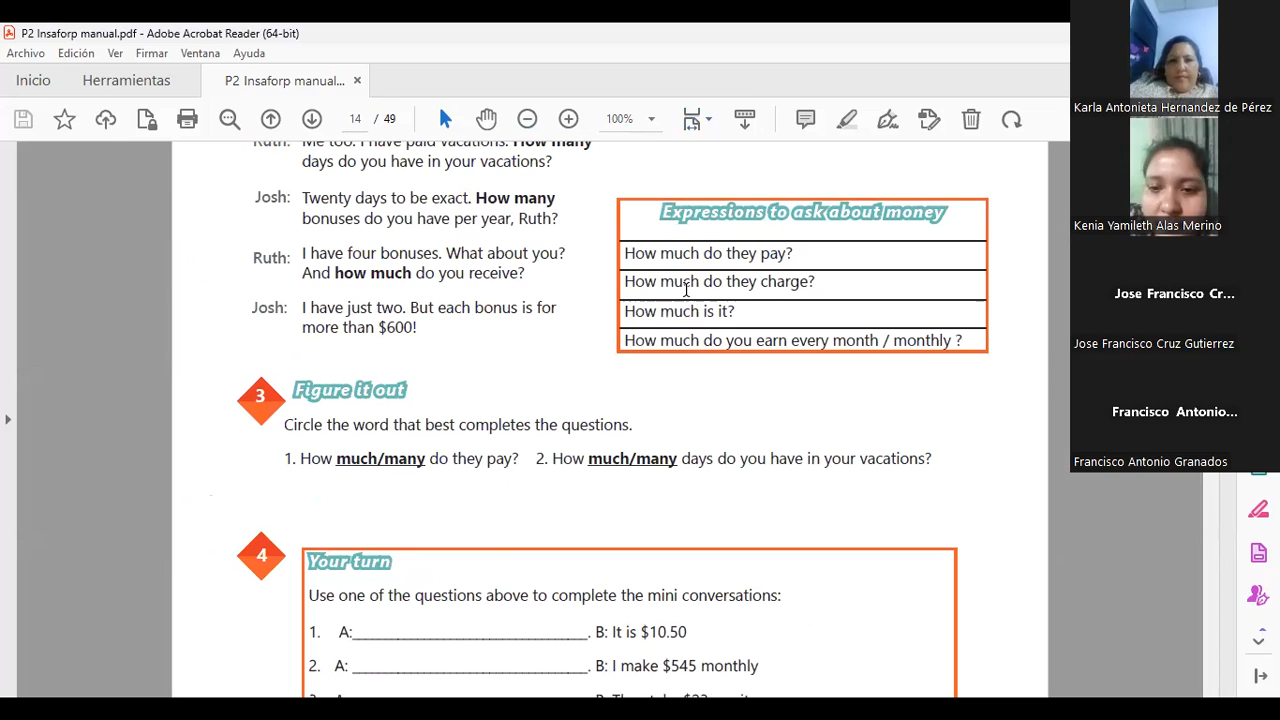 P2 Insaforp manual.pdf - Adobe Acrobat Reader (64-bit)
Archivo Edición Ver Firmar Ventana Ayuda
Inicio Herramientas P2 Insaforp manual... ×
14 / 49 100%
Ruth: Me too. I have paid vacations. How many
days do you have in your vacations?
Josh: Twenty days to be exact. How many
bonuses do you have per year, Ruth?
Ruth: I have four bonuses. What about you?
And how much do you receive?
Josh: I have just two. But each bonus is for
more than $600!
Expressions to ask about money
How much do they pay?
How much do they charge?
How much is it?
How much do you earn every month / monthly ?
3 Figure it out
Circle the word that best completes the questions.
1. How much/many do they pay? 2. How much/many days do you have in your vacations?
4 Your turn
Use one of the questions above to complete the mini conversations:
1. A:______________________________. B: It is $10.50
2. A: ______________________________. B: I make $545 monthly
Karla Antonieta Hernandez de Pérez
Kenia Yamileth Alas Merino
Jose Francisco Cr...
Jose Francisco Cruz Gutierrez
Francisco Antonio...
Francisco Antonio Granados